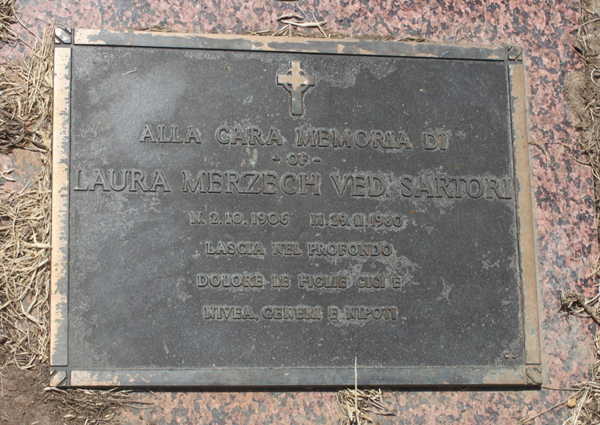 ALLA CARA MEMORIA DI
- OF -
LAURA MERZECH VED. SARTORI
N. 2.10.1906 M. 29.11.1980
LASCIA NEL PROFONDO
DOLORE LE FIGLIE GIGI E
NIVEA, GENERI E NIPOTI